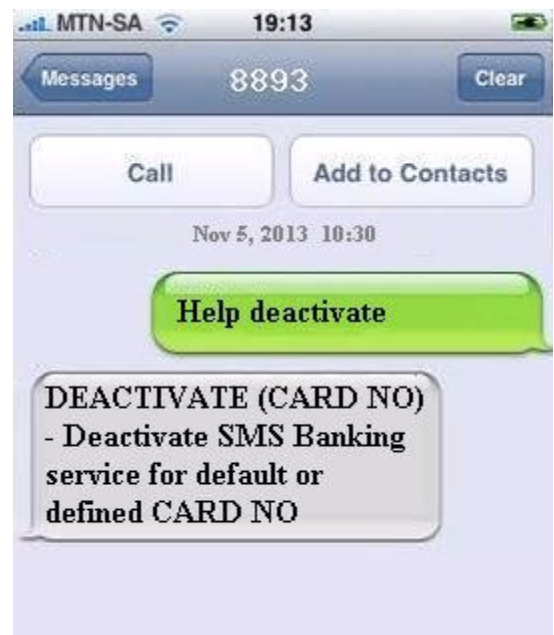 MTN-SA 19:13
Messages 8893 Clear
Call Add to Contacts
Nov 5, 2013 10:30
Help deactivate
DEACTIVATE (CARD NO)
- Deactivate SMS Banking
service for default or
defined CARD NO